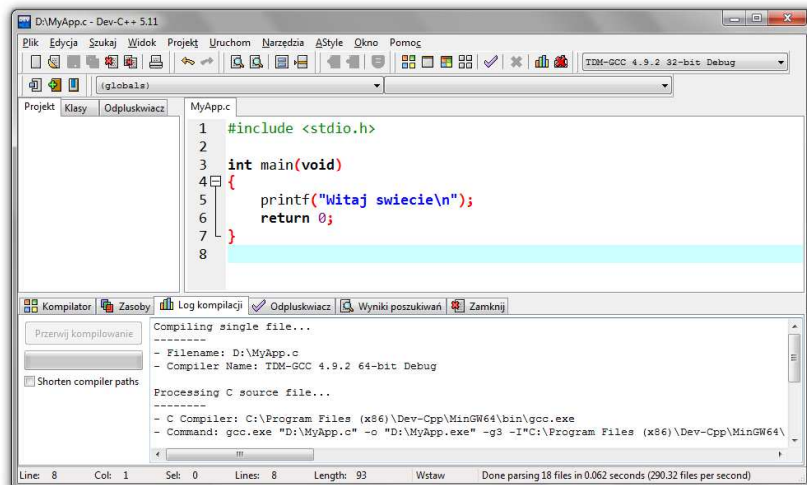 D:\MyApp.c - Dev-C++ 5.11
Plik Edycja Szukaj Widok Projekt Uruchom Narzędzia AStyle Okno Pomoc
TDM-GCC 4.9.2 32-bit Debug
(globals)
Projekt Klasy Odpluskwiacz MyApp.c
1 #include <stdio.h>
2
3 int main(void)
4 {
5 printf("Witaj swiecie\n");
6 return 0;
7 }
8
Kompilator Zasoby Log kompilacji Odpluskwiacz Wyniki poszukiwań Zamknij
Przerwij kompilowanie
Shorten compiler paths
Compiling single file...
--------
- Filename: D:\MyApp.c
- Compiler Name: TDM-GCC 4.9.2 64-bit Debug
Processing C source file...
--------
- C Compiler: C:\Program Files (x86)\Dev-Cpp\MinGW64\bin\gcc.exe
- Command: gcc.exe "D:\MyApp.c" -o "D:\MyApp.exe" -g3 -I"C:\Program Files (x86)\Dev-Cpp\MinGW64\
Line: 8 Col: 1 Sel: 0 Lines: 8 Length: 93 Wstaw Done parsing 18 files in 0.062 seconds (290.32 files per second)